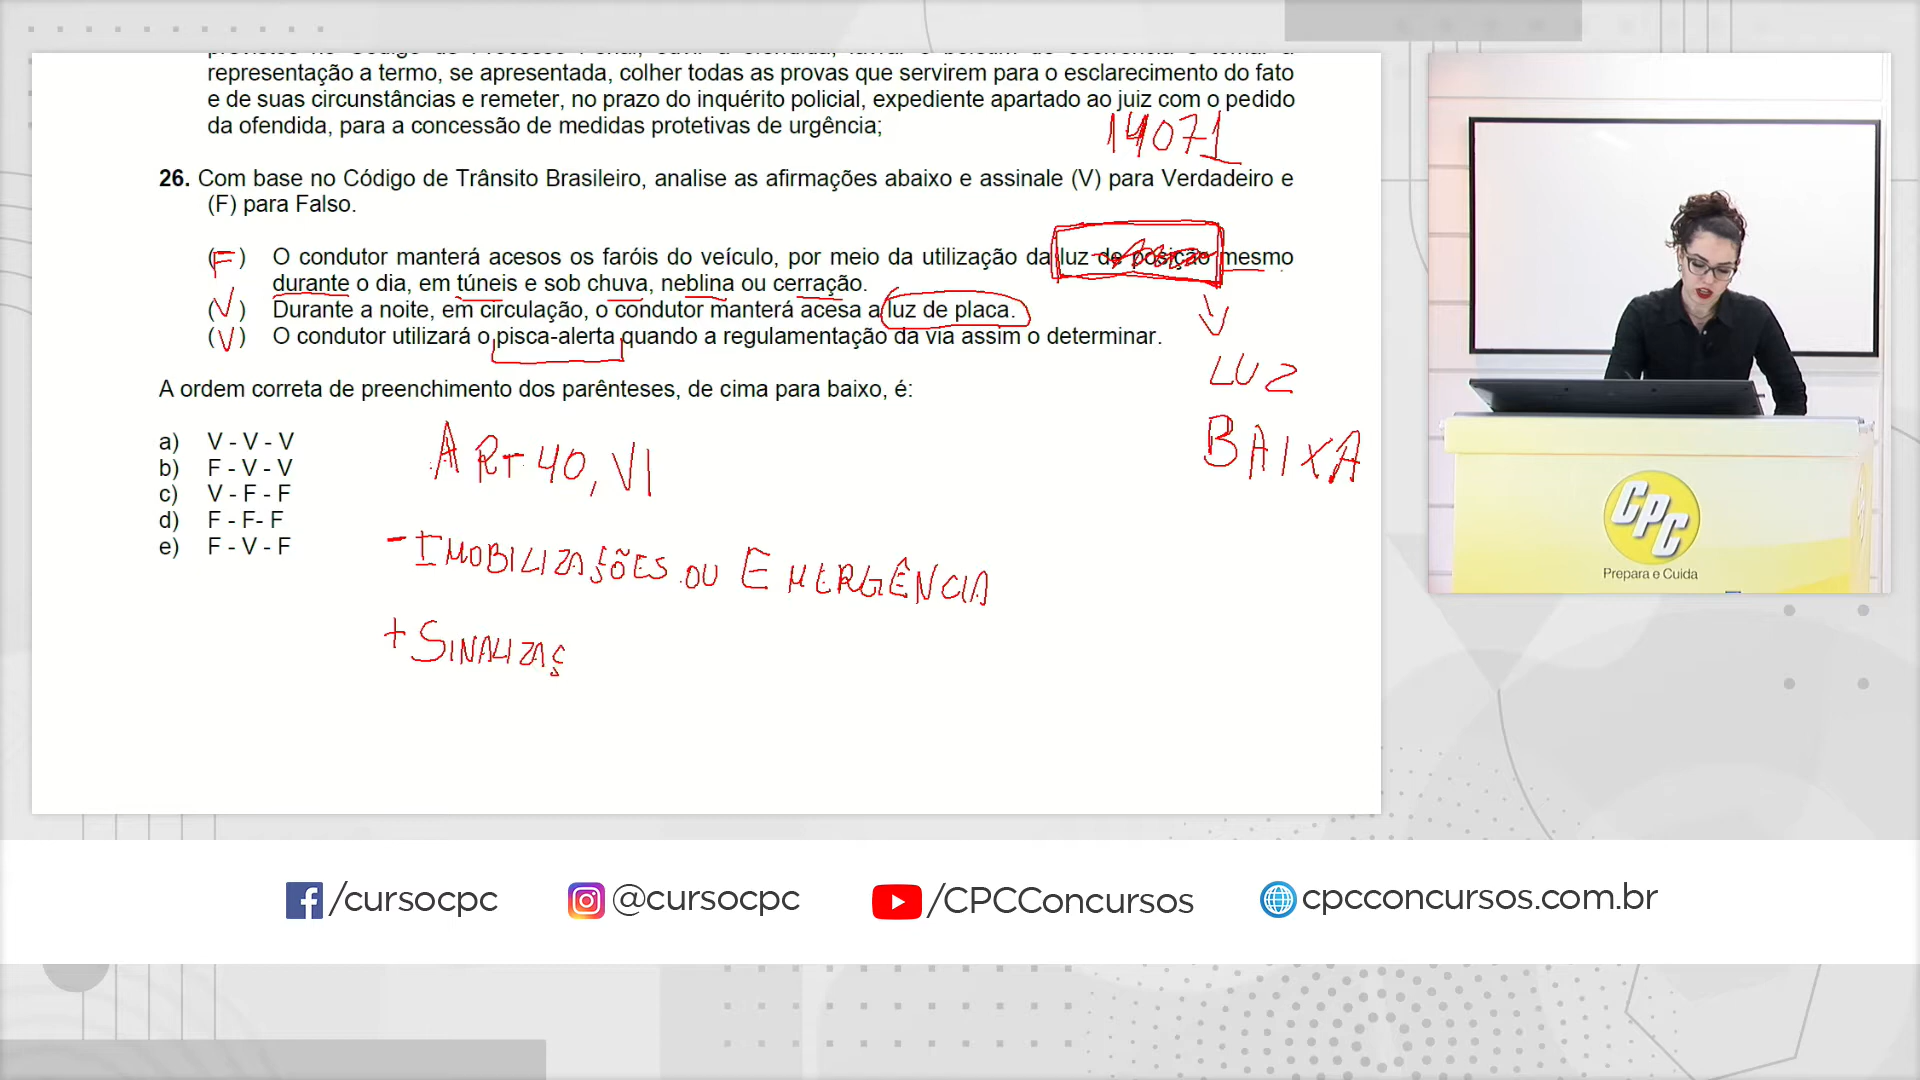 representação a termo, se apresentada, colher todas as provas que servirem para o esclarecimento do fato
e de suas circunstâncias e remeter, no prazo do inquérito policial, expediente apartado ao juiz com o pedido
da ofendida, para a concessão de medidas protetivas de urgência;
14071
26. Com base no Código de Trânsito Brasileiro, analise as afirmações abaixo e assinale (V) para Verdadeiro e
(F) para Falso.
(F) O condutor manterá acesos os faróis do veículo, por meio da utilização da luz de posição mesmo
durante o dia, em túneis e sob chuva, neblina ou cerração.
(V) Durante a noite, em circulação, o condutor manterá acesa a luz de placa.
(V) O condutor utilizará o pisca-alerta quando a regulamentação da via assim o determinar.
LUZ
BAIXA
A ordem correta de preenchimento dos parênteses, de cima para baixo, é:
a) V - V - V
b) F - V - V
c) V - F - F
d) F - F- F
e) F - V - F
ART 40, VI
- IMOBILIZAÇÕES OU EMERGÊNCIA
+ SINALIZAÇ
CPC
Prepara e Cuida
/cursocpc
@cursocpc
/CPCConcursos
cpcconcursos.com.br